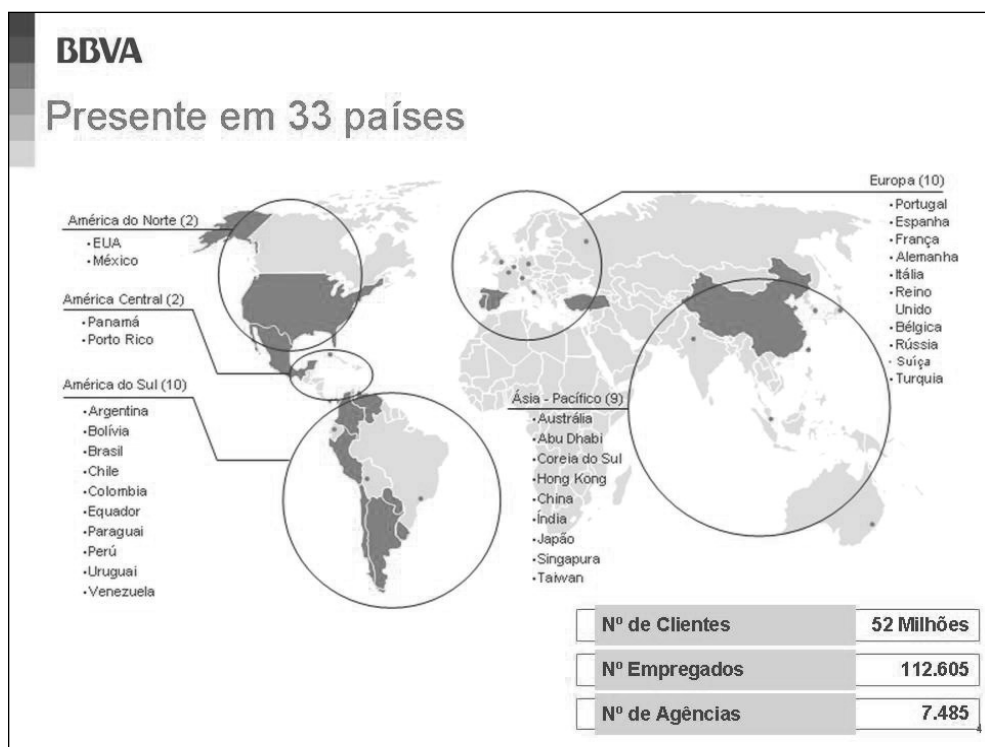 BBVA
Presente em 33 países
América do Norte (2)
•EUA
•México
América Central (2)
•Panamá
•Porto Rico
América do Sul (10)
•Argentina
•Bolívia
•Brasil
•Chile
•Colombia
•Equador
•Paraguai
•Perú
•Uruguai
•Venezuela
Europa (10)
•Portugal
•Espanha
•França
•Alemanha
•Itália
•Reino
Unido
•Bélgica
•Rússia
•Suíça
•Turquia
Ásia - Pacífico (9)
•Austrália
•Abu Dhabi
•Coreia do Sul
•Hong Kong
•China
•Índia
•Japão
•Singapura
•Taiwan
Nº de Clientes 52 Milhões
Nº Empregados 112.605
Nº de Agências 7.485
4